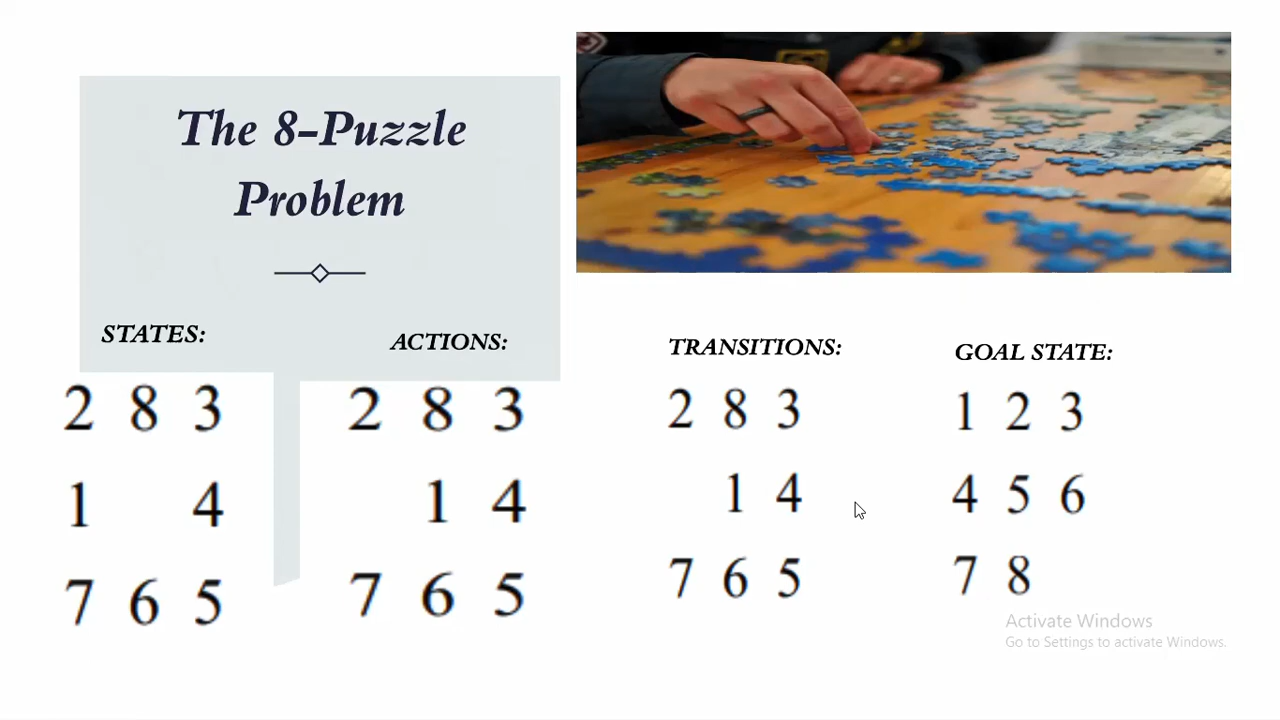 The 8-Puzzle
Problem
STATES:
2 8 3
1 4
7 6 5
ACTIONS:
2 8 3
1 4
7 6 5
TRANSITIONS:
2 8 3
1 4
7 6 5
GOAL STATE:
1 2 3
4 5 6
7 8
Activate Windows
Go to Settings to activate Windows.